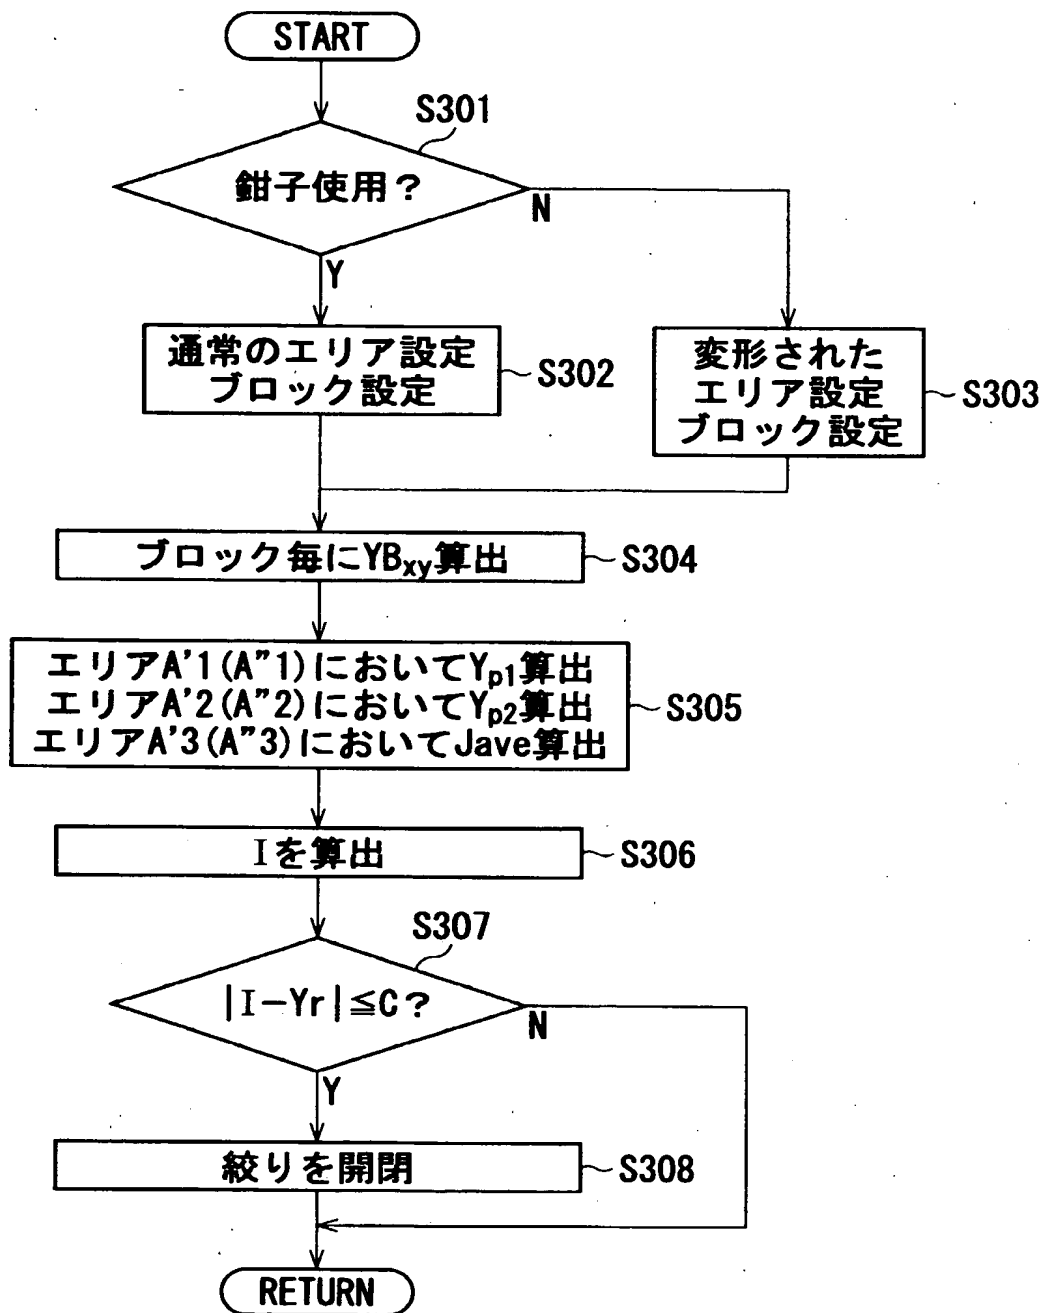 START
S301
鉗子使用？
N
Y
通常のエリア設定
ブロック設定
S302
変形された
エリア設定
ブロック設定
S303
ブロック毎にYBxy算出
S304
エリアA'1(A"1)においてYp1算出
エリアA'2(A"2)においてYp2算出
エリアA'3(A"3)においてJave算出
S305
Iを算出
S306
S307
|I−Yr|≦C？
N
Y
絞りを開閉
S308
RETURN